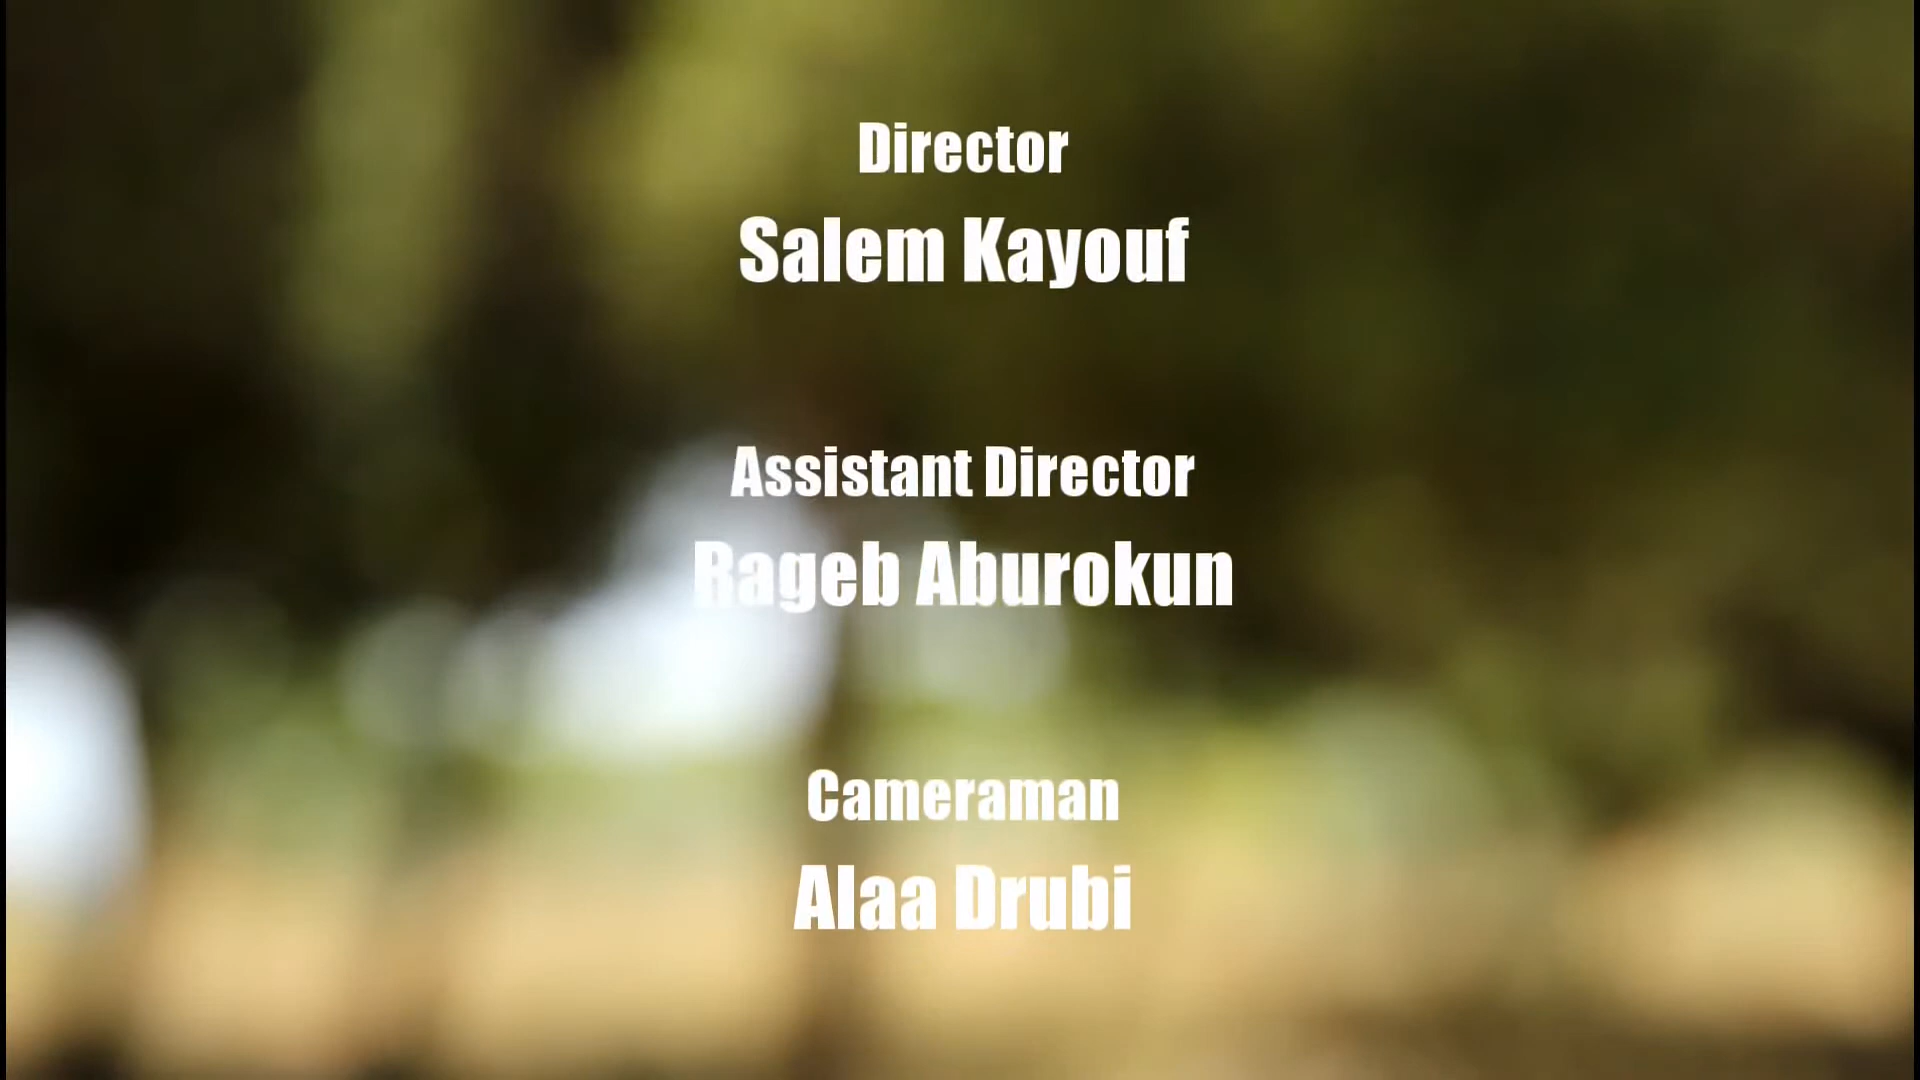 Director
Salem Kayouf
Assistant Director
Rageb Aburokun
Cameraman
Alaa Drubi